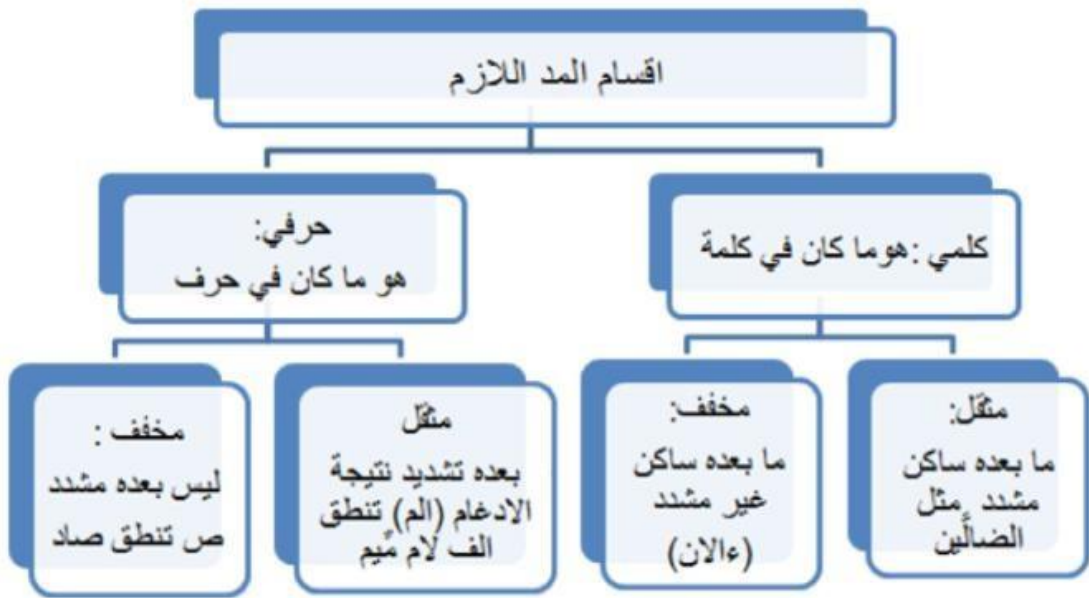 اقسام المد اللازم
كلمي :هوما كان في كلمة
حرفي:
هو ما كان في حرف
مثقّل:
ما بعده ساكن
مشدد مثل
الضالَّين
مخفف:
ما بعده ساكن
غير مشدد
(ءالان)
مثقّل
بعده تشديد نتيجة
الادغام (الم) تنطق
الف لام مّيم
مخفف :
ليس بعده مشدد
ص تنطق صاد